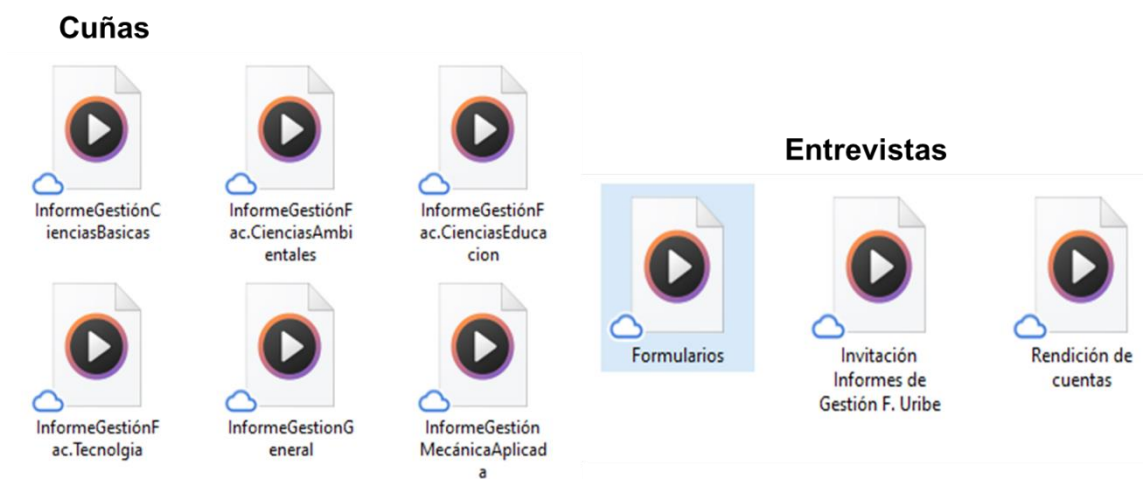 Cuñas
InformeGestiónC
ienciasBasicas
InformeGestiónF
ac.CienciasAmbi
entales
InformeGestiónF
ac.CienciasEduca
cion
InformeGestiónF
ac.Tecnolgia
InformeGestionG
eneral
InformeGestión
MecánicaAplicad
a
Entrevistas
Formularios
Invitación
Informes de
Gestión F. Uribe
Rendición de
cuentas